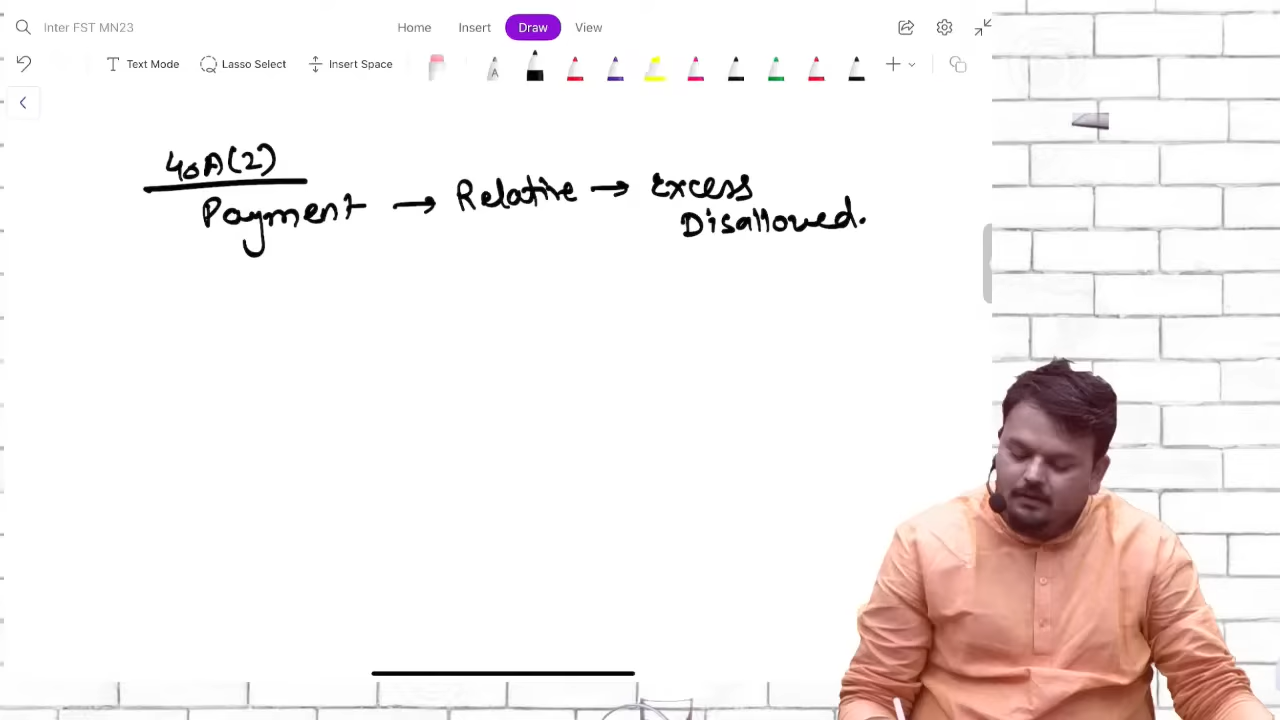 Inter FST MN23
Home Insert Draw View
Text Mode Lasso Select Insert Space
A
40A(2)
Payment → Relative → Excess
Disallowed.